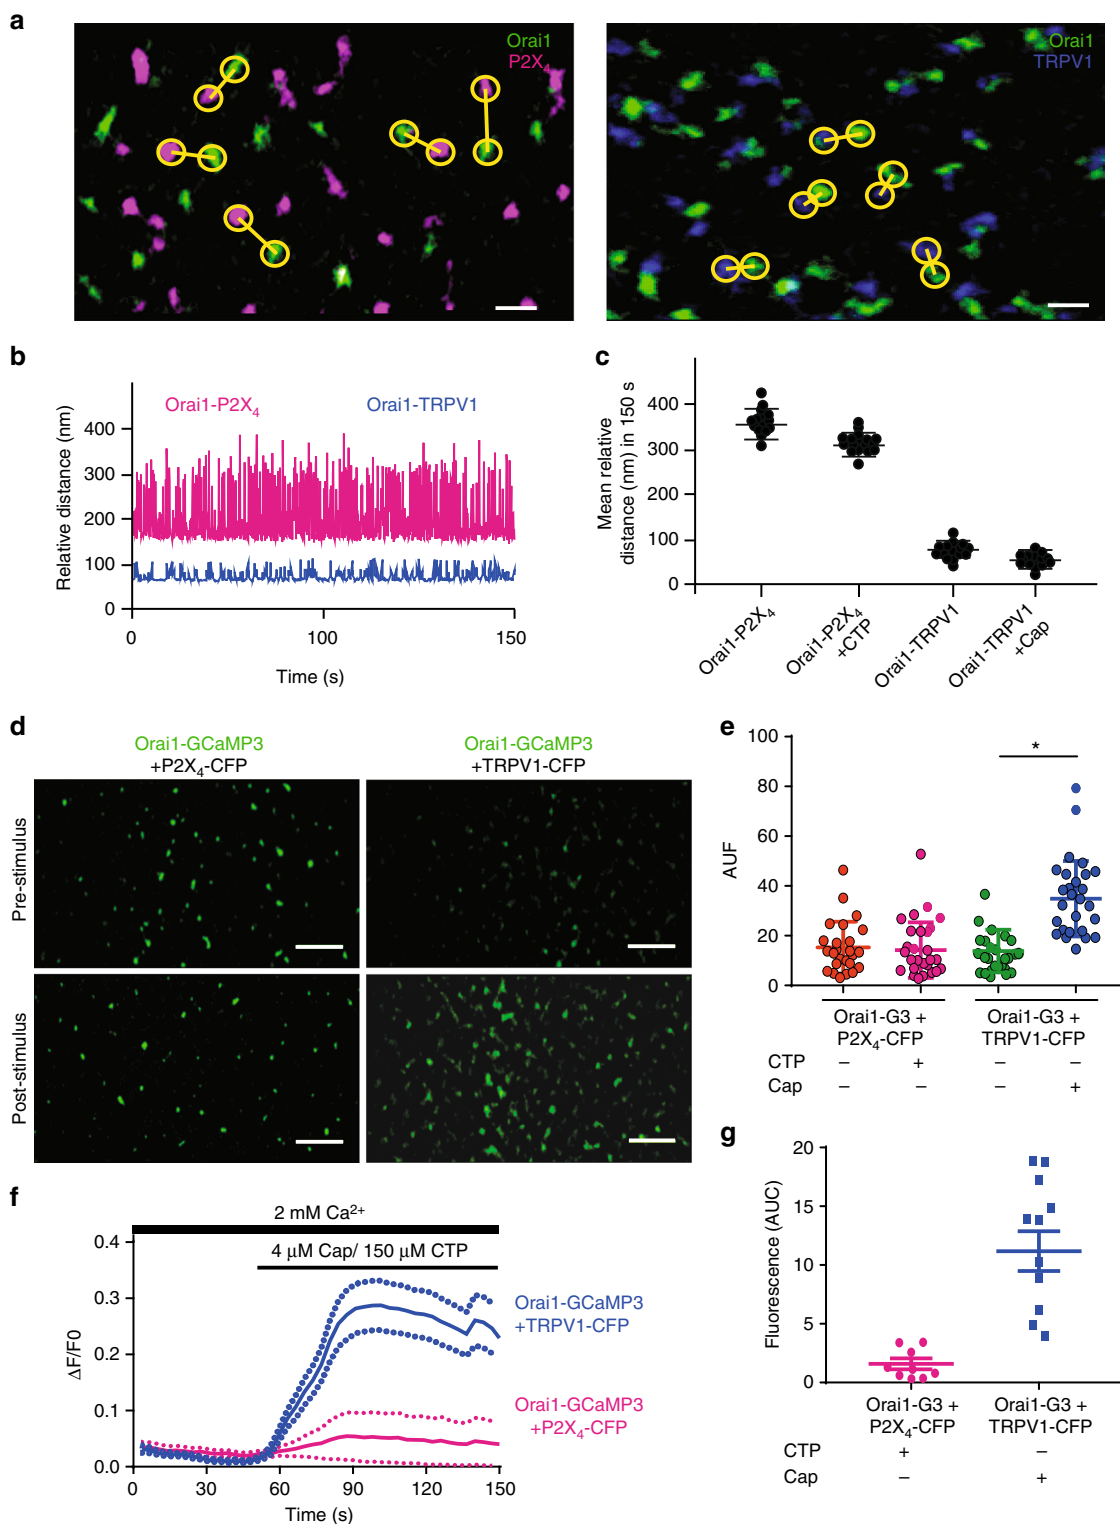 a
Orai1
P2X₄
Orai1
TRPV1
b
Orai1-P2X₄
Orai1-TRPV1
Relative distance (nm)
400
300
200
100
0
0
100
150
Time (s)
c
Mean relative
distance (nm) in 150 s
400
300
200
100
0
Orai1-P2X₄
Orai1-P2X₄
+CTP
Orai1-TRPV1
Orai1-TRPV1
+Cap
d
Orai1-GCaMP3
+P2X₄-CFP
Orai1-GCaMP3
+TRPV1-CFP
Pre-stimulus
Post-stimulus
e
AUF
100
80
60
40
20
0
*
Orai1-G3 +
P2X₄-CFP
Orai1-G3 +
TRPV1-CFP
CTP – + – –
Cap – – – +
f
2 mM Ca²⁺
4 µM Cap/ 150 µM CTP
ΔF/F0
0.4
0.3
0.2
0.1
0.0
0
30
60
90
120
150
Time (s)
Orai1-GCaMP3
+TRPV1-CFP
Orai1-GCaMP3
+P2X₄-CFP
g
Fluorescence (AUC)
20
15
10
5
0
Orai1-G3 +
P2X₄-CFP
Orai1-G3 +
TRPV1-CFP
CTP + –
Cap – +